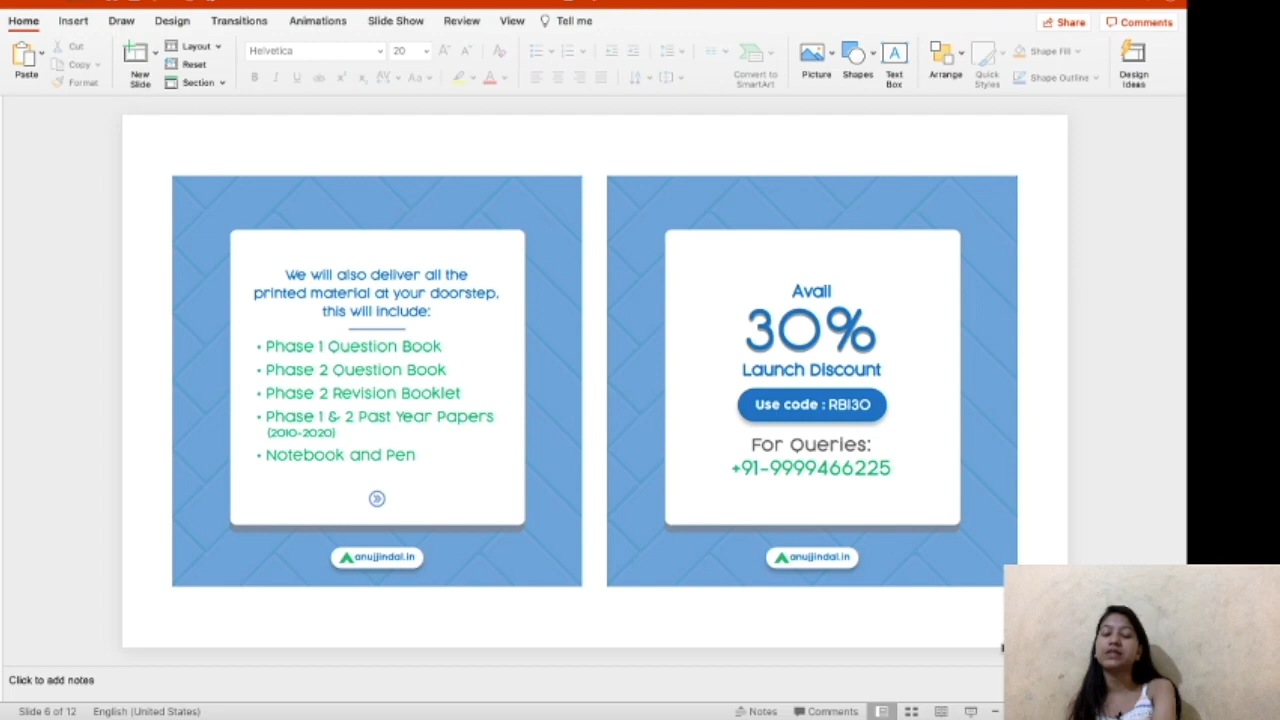 Home Insert Draw Design Transitions Animations Slide Show Review View Tell me Share Comments
Paste Cut Copy Format
New Slide Layout Reset Section
Helvetica 20
Convert to SmartArt
Picture Shapes Text Box Arrange Quick Styles Shape Fill Shape Outline Design Ideas
We will also deliver all the
printed material at your doorstep,
this will include:
• Phase 1 Question Book
• Phase 2 Question Book
• Phase 2 Revision Booklet
• Phase 1 & 2 Past Year Papers
(2010-2020)
• Notebook and Pen
anujjindal.in
Avail
30%
Launch Discount
Use code : RBI30
For Queries:
+91-9999466225
anujjindal.in
Click to add notes
Slide 6 of 12 English (United States) Notes Comments